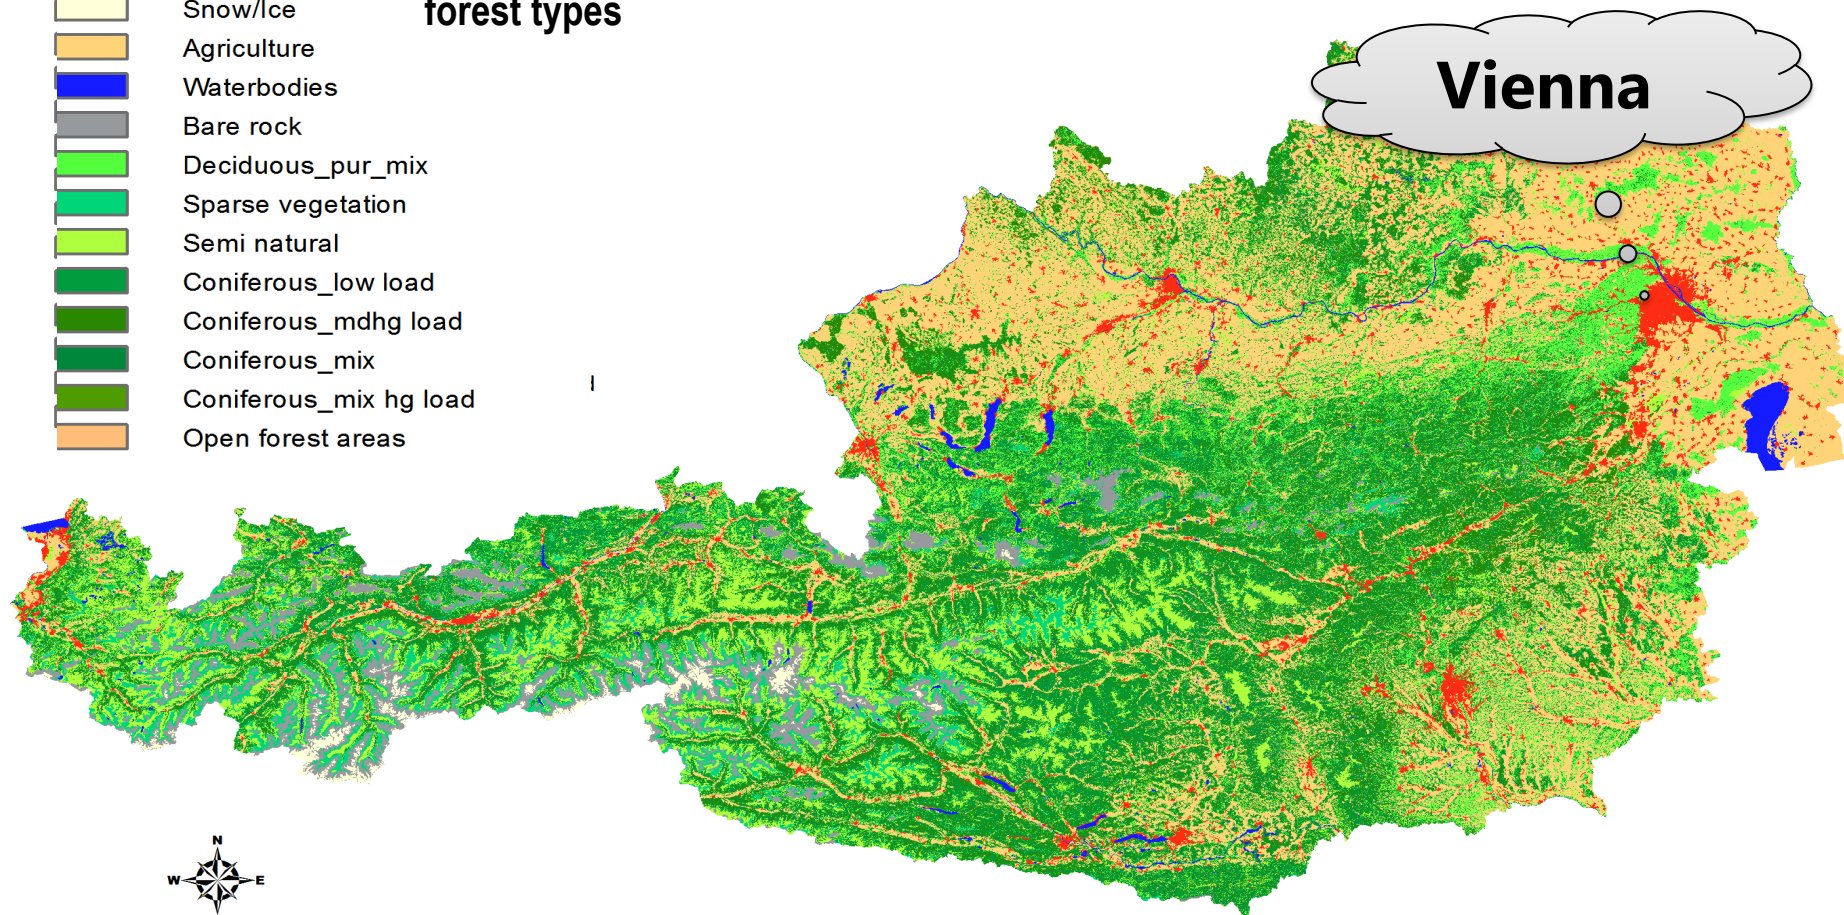 Snow/Ice
forest types
Agriculture
Waterbodies
Bare rock
Deciduous_pur_mix
Sparse vegetation
Semi natural
Coniferous_low load
Coniferous_mdhg load
Coniferous_mix
Coniferous_mix hg load
Open forest areas
Vienna
N
W
E
S